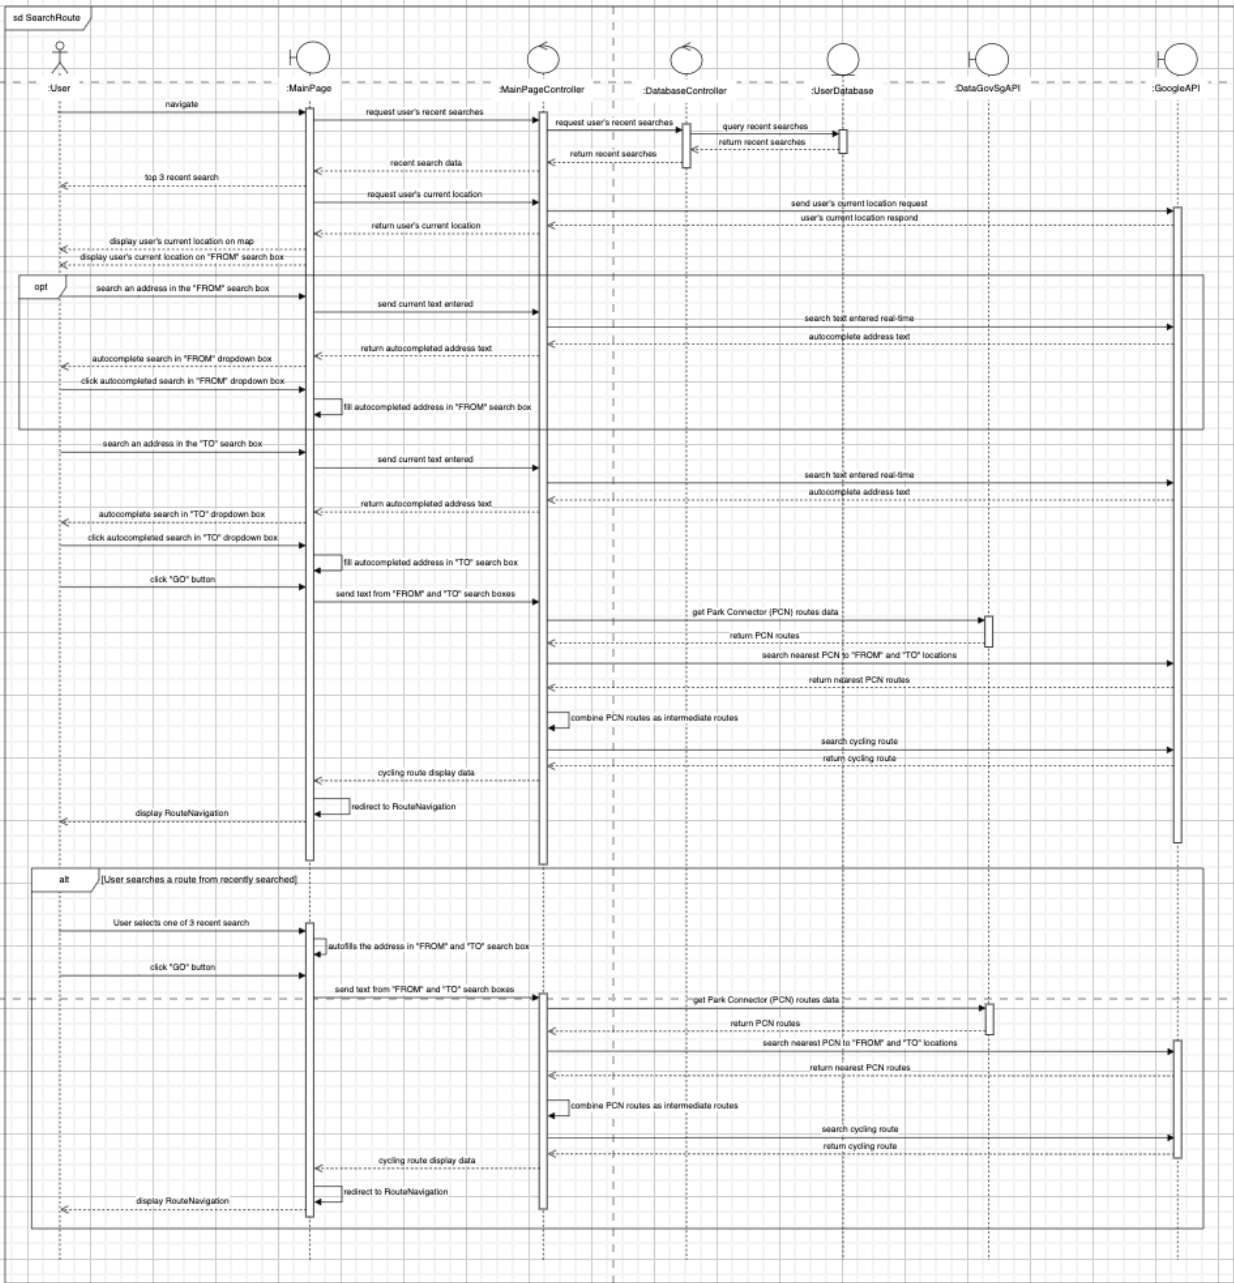 sd SearchRoute
:User
:MainPage
:MainPageController
:DatabaseController
:UserDatabase
:DataGovSgAPI
:GoogleAPI
navigate
request user's recent searches
request user's recent searches
query recent searches
return recent searches
return recent searches
recent search data
top 3 recent search
request user's current location
send user's current location request
user's current location respond
return user's current location
display user's current location on map
display user's current location on "FROM" search box
opt
search an address in the "FROM" search box
send current text entered
search text entered real-time
autocomplete address text
return autocompleted address text
autocomplete search in "FROM" dropdown box
click autocompleted search in "FROM" dropdown box
fill autocompleted address in "FROM" search box
search an address in the "TO" search box
send current text entered
search text entered real-time
autocomplete address text
return autocompleted address text
autocomplete search in "TO" dropdown box
click autocompleted search in "TO" dropdown box
fill autocompleted address in "TO" search box
click "GO" button
send text from "FROM" and "TO" search boxes
get Park Connector (PCN) routes data
return PCN routes
search nearest PCN to "FROM" and "TO" locations
return nearest PCN routes
combine PCN routes as intermediate routes
search cycling route
return cycling route
cycling route display data
redirect to RouteNavigation
display RouteNavigation
alt
[User searches a route from recently searched]
User selects one of 3 recent search
autofills the address in "FROM" and "TO" search box
click "GO" button
send text from "FROM" and "TO" search boxes
get Park Connector (PCN) routes data
return PCN routes
search nearest PCN to "FROM" and "TO" locations
return nearest PCN routes
combine PCN routes as intermediate routes
search cycling route
return cycling route
cycling route display data
redirect to RouteNavigation
display RouteNavigation